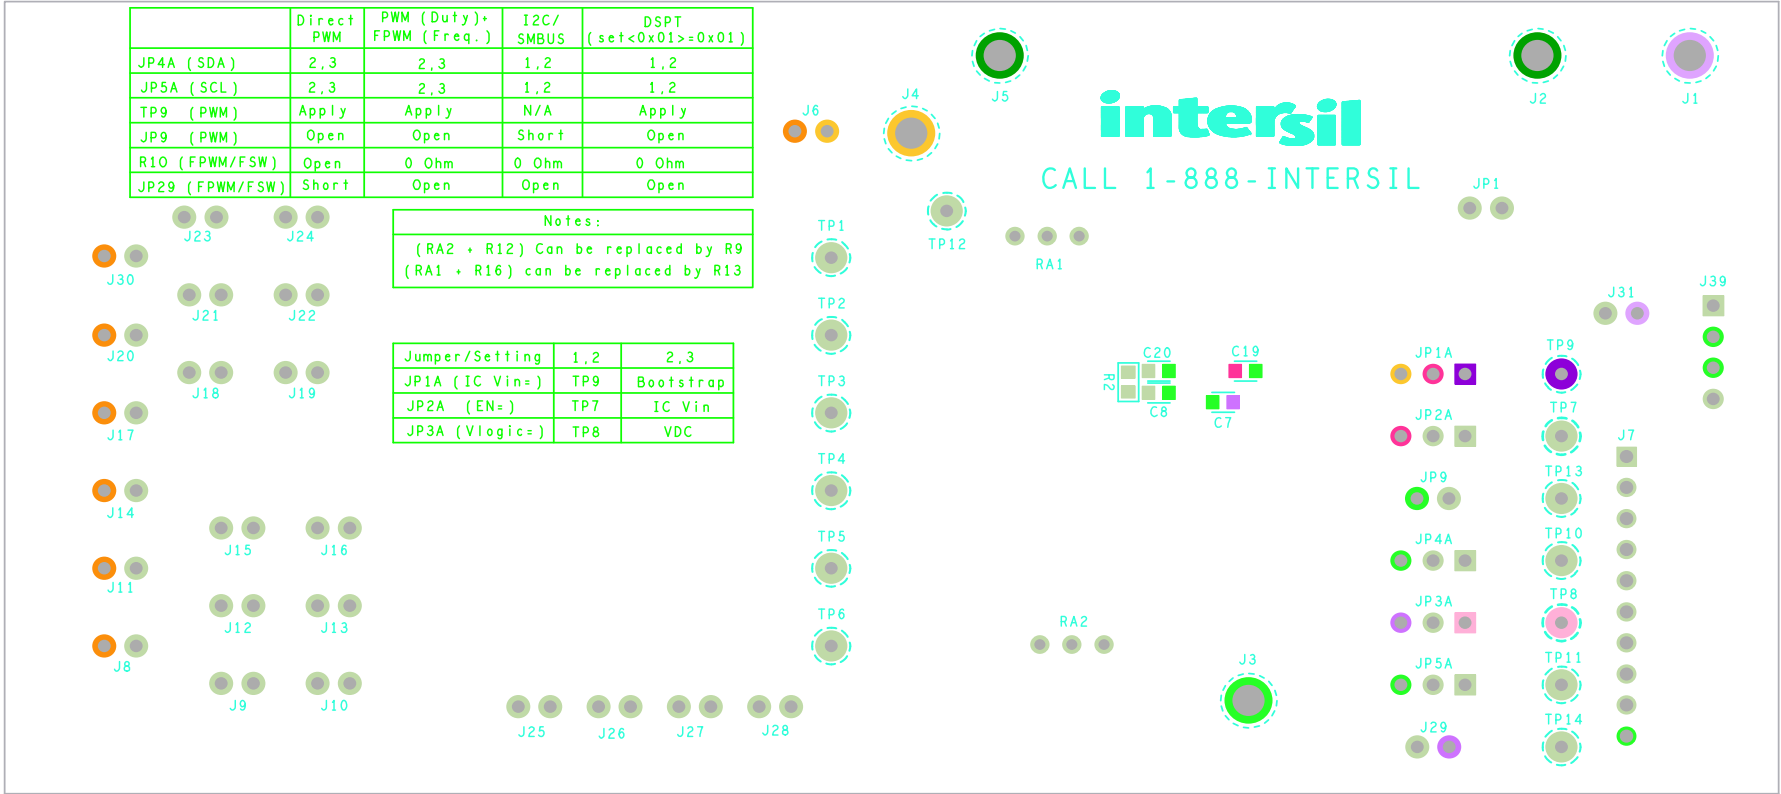 Direct PWM | PWM (Duty)+ FPWM (Freq.) | I2C/ SMBUS | DSPT (set<0x01>=0x01)
JP4A (SDA) 2,3 2,3 1,2 1,2
JP5A (SCL) 2,3 2,3 1,2 1,2
TP9 (PWM) Apply Apply N/A Apply
JP9 (PWM) Open Open Short Open
R10 (FPWM/FSW) Open 0 Ohm 0 Ohm 0 Ohm
JP29 (FPWM/FSW) Short Open Open Open
J5
J2
J1
J4
J6
intersil
CALL 1-888-INTERSIL
JP1
Notes:
(RA2 + R12) Can be replaced by R9
(RA1 + R16) can be replaced by R13
J23
J24
TP1
TP12
RA1
J30
J21
J22
TP2
J31
J39
J20
Jumper/Setting 1,2 2,3
JP1A (IC Vin=) TP9 Bootstrap
JP2A (EN=) TP7 IC Vin
JP3A (Vlogic=) TP8 VDC
C20
C19
R2
C8
C7
JP1A
TP9
J18
J19
TP3
JP2A
TP7
J7
J17
TP4
JP9
TP13
J14
J15
J16
TP5
JP4A
TP10
J11
J12
J13
TP6
RA2
JP3A
TP8
J8
J3
JP5A
TP11
J9
J10
J25
J26
J27
J28
J29
TP14